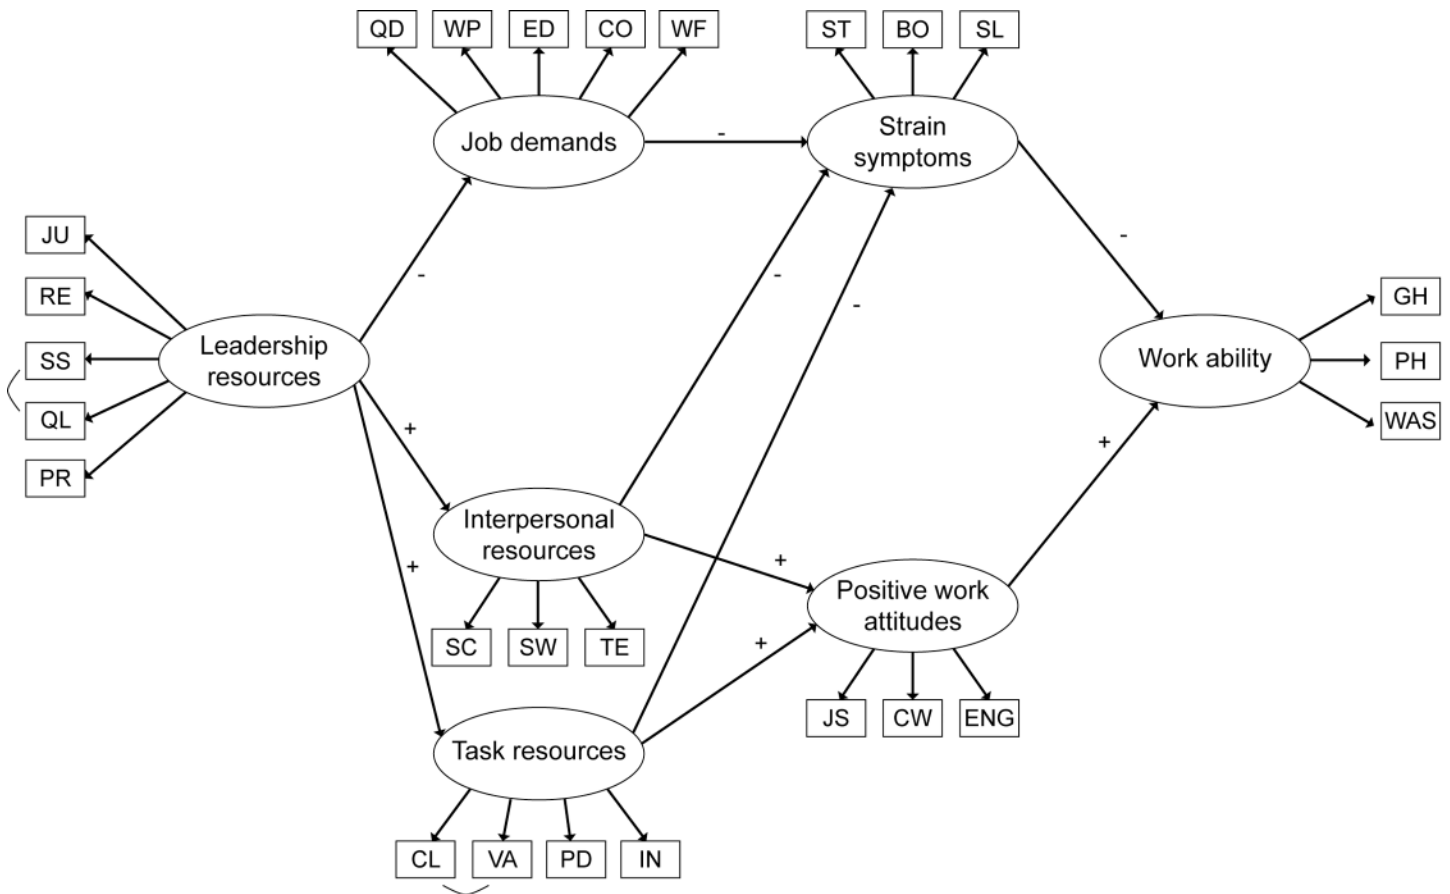 QD
WP
ED
CO
WF
ST
BO
SL
Job demands
-
Strain
symptoms
JU
RE
SS
QL
PR
Leadership
resources
-
-
-
-
+
+
Work ability
GH
PH
WAS
Interpersonal
resources
+
+
+
SC
SW
TE
Positive work
attitudes
JS
CW
ENG
Task resources
CL
VA
PD
IN